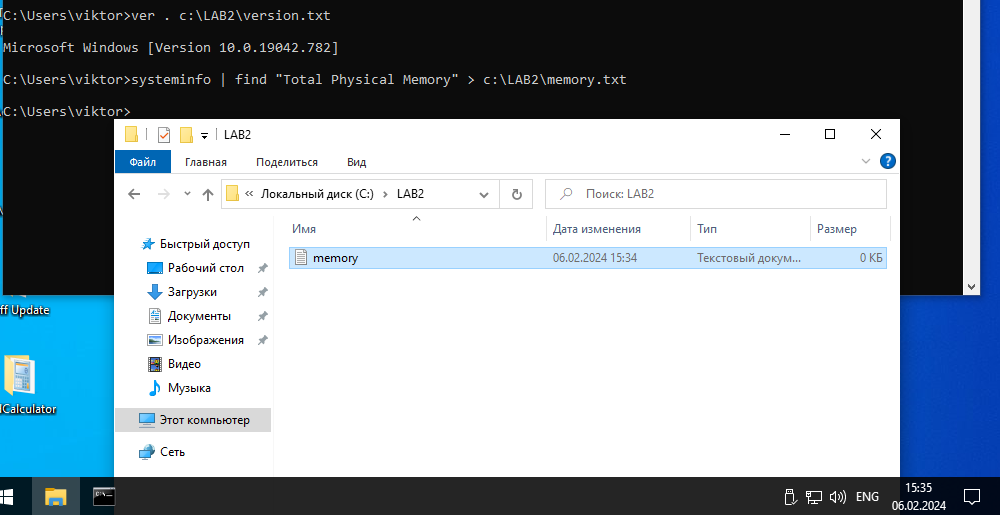 C:\Users\viktor>ver . c:\LAB2\version.txt
Microsoft Windows [Version 10.0.19042.782]
C:\Users\viktor>systeminfo | find "Total Physical Memory" > c:\LAB2\memory.txt
C:\Users\viktor>
LAB2
Файл Главная Поделиться Вид
Локальный диск (C:) LAB2
Поиск: LAB2
Имя Дата изменения Тип Размер
memory 06.02.2024 15:34 Текстовый докум... 0 КБ
Быстрый доступ
Рабочий стол
Загрузки
Документы
Изображения
Видео
Музыка
Этот компьютер
Сеть
ff Update
lCalculator
ENG
15:35
06.02.2024